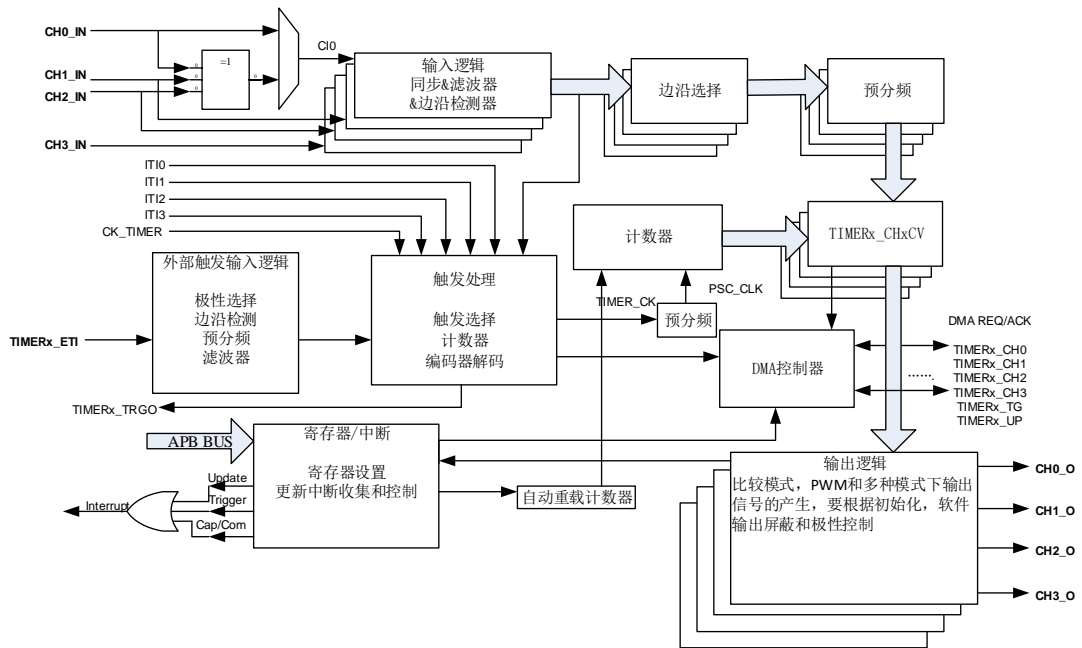 CH0_IN
CH1_IN
CH2_IN
CH3_IN
=1
CI0
输入逻辑
同步&滤波器
&边沿检测器
边沿选择
预分频
ITI0
ITI1
ITI2
ITI3
CK_TIMER
外部触发输入逻辑
极性选择
边沿检测
预分频
滤波器
TIMERx_ETI
触发处理
触发选择
计数器
编码器解码
TIMERx_TRGO
计数器
TIMER_CK
PSC_CLK
预分频
TIMERx_CHxCV
DMA控制器
DMA REQ/ACK
TIMERx_CH0
TIMERx_CH1
TIMERx_CH2
TIMERx_CH3
TIMERx_TG
TIMERx_UP
…….
APB BUS
寄存器/中断
寄存器设置
更新中断收集和控制
Update
Trigger
Cap/Com
Interrupt
自动重载计数器
输出逻辑
比较模式，PWM和多种模式下输出
信号的产生，要根据初始化，软件
输出屏蔽和极性控制
CH0_O
CH1_O
CH2_O
CH3_O